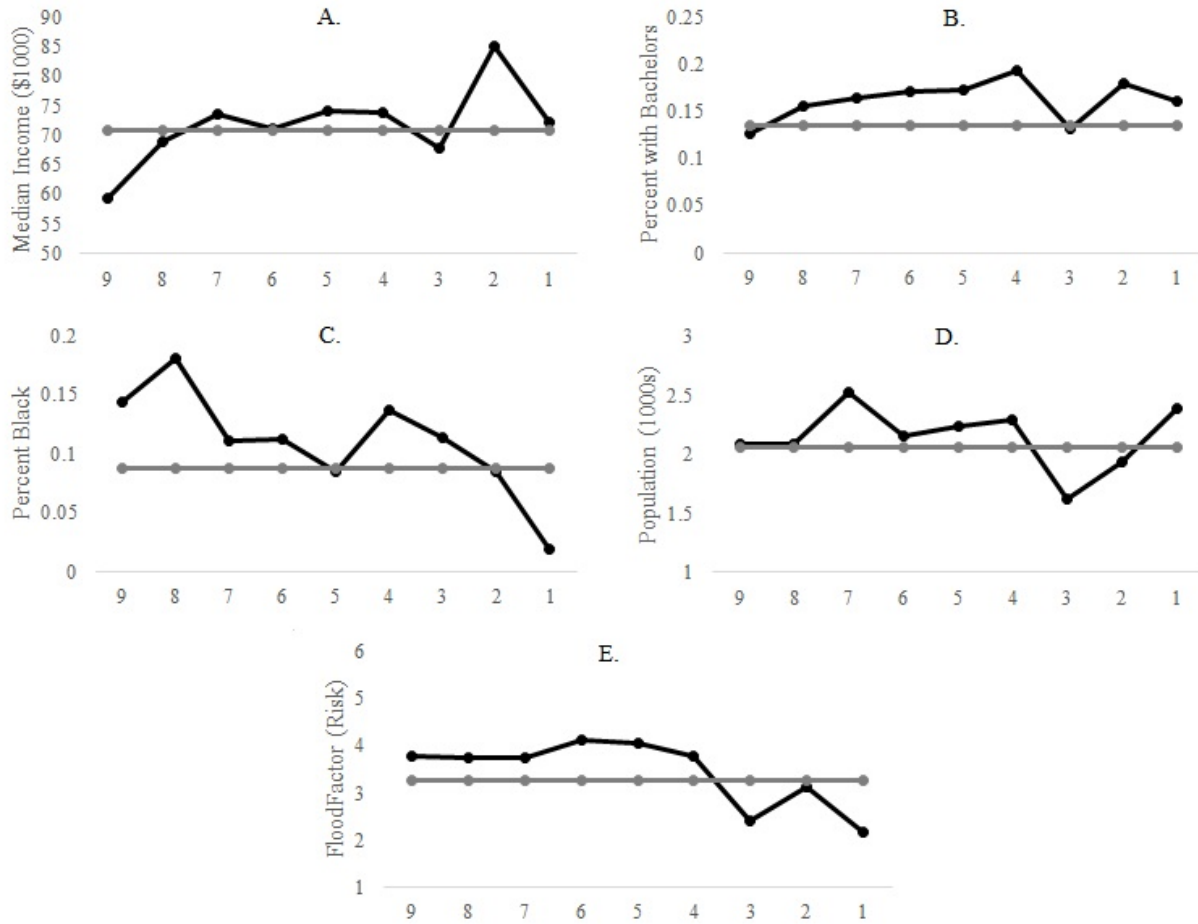 A.
Median Income ($1000)
90
85
80
75
70
65
60
55
50
9 8 7 6 5 4 3 2 1
B.
Percent with Bachelors
0.25
0.2
0.15
0.1
0.05
0
9 8 7 6 5 4 3 2 1
C.
Percent Black
0.2
0.15
0.1
0.05
0
9 8 7 6 5 4 3 2 1
D.
Population (1000s)
3
2.5
2
1.5
1
9 8 7 6 5 4 3 2 1
E.
FloodFactor (Risk)
6
5
4
3
2
1
9 8 7 6 5 4 3 2 1